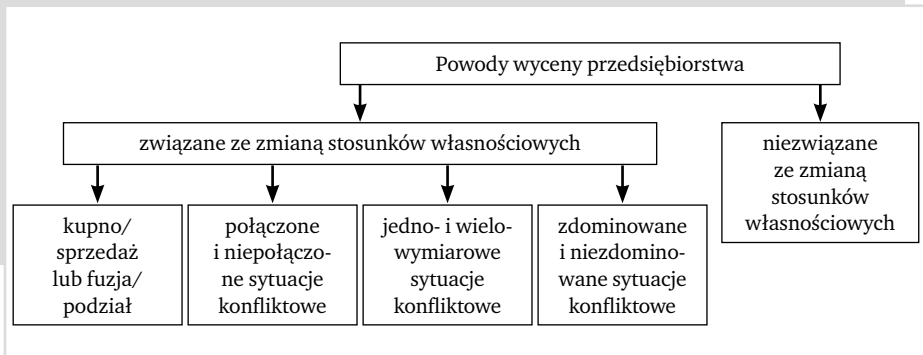 Powody wyceny przedsiębiorstwa
związane ze zmianą stosunków własnościowych
niezwiązane
ze zmianą
stosunków
własnościowych
kupno/
sprzedaż
lub fuzja/
podział
połączone
i niepołączo-
ne sytuacje
konfliktowe
jedno- i wielo-
wymiarowe
sytuacje
konfliktowe
zdominowane
i niezdomino-
wane sytuacje
konfliktowe